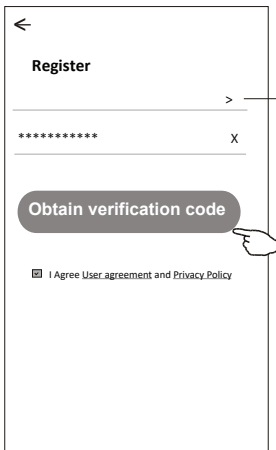 Register
>
*********** X
Obtain verification code
I Agree User agreement and Privacy Policy